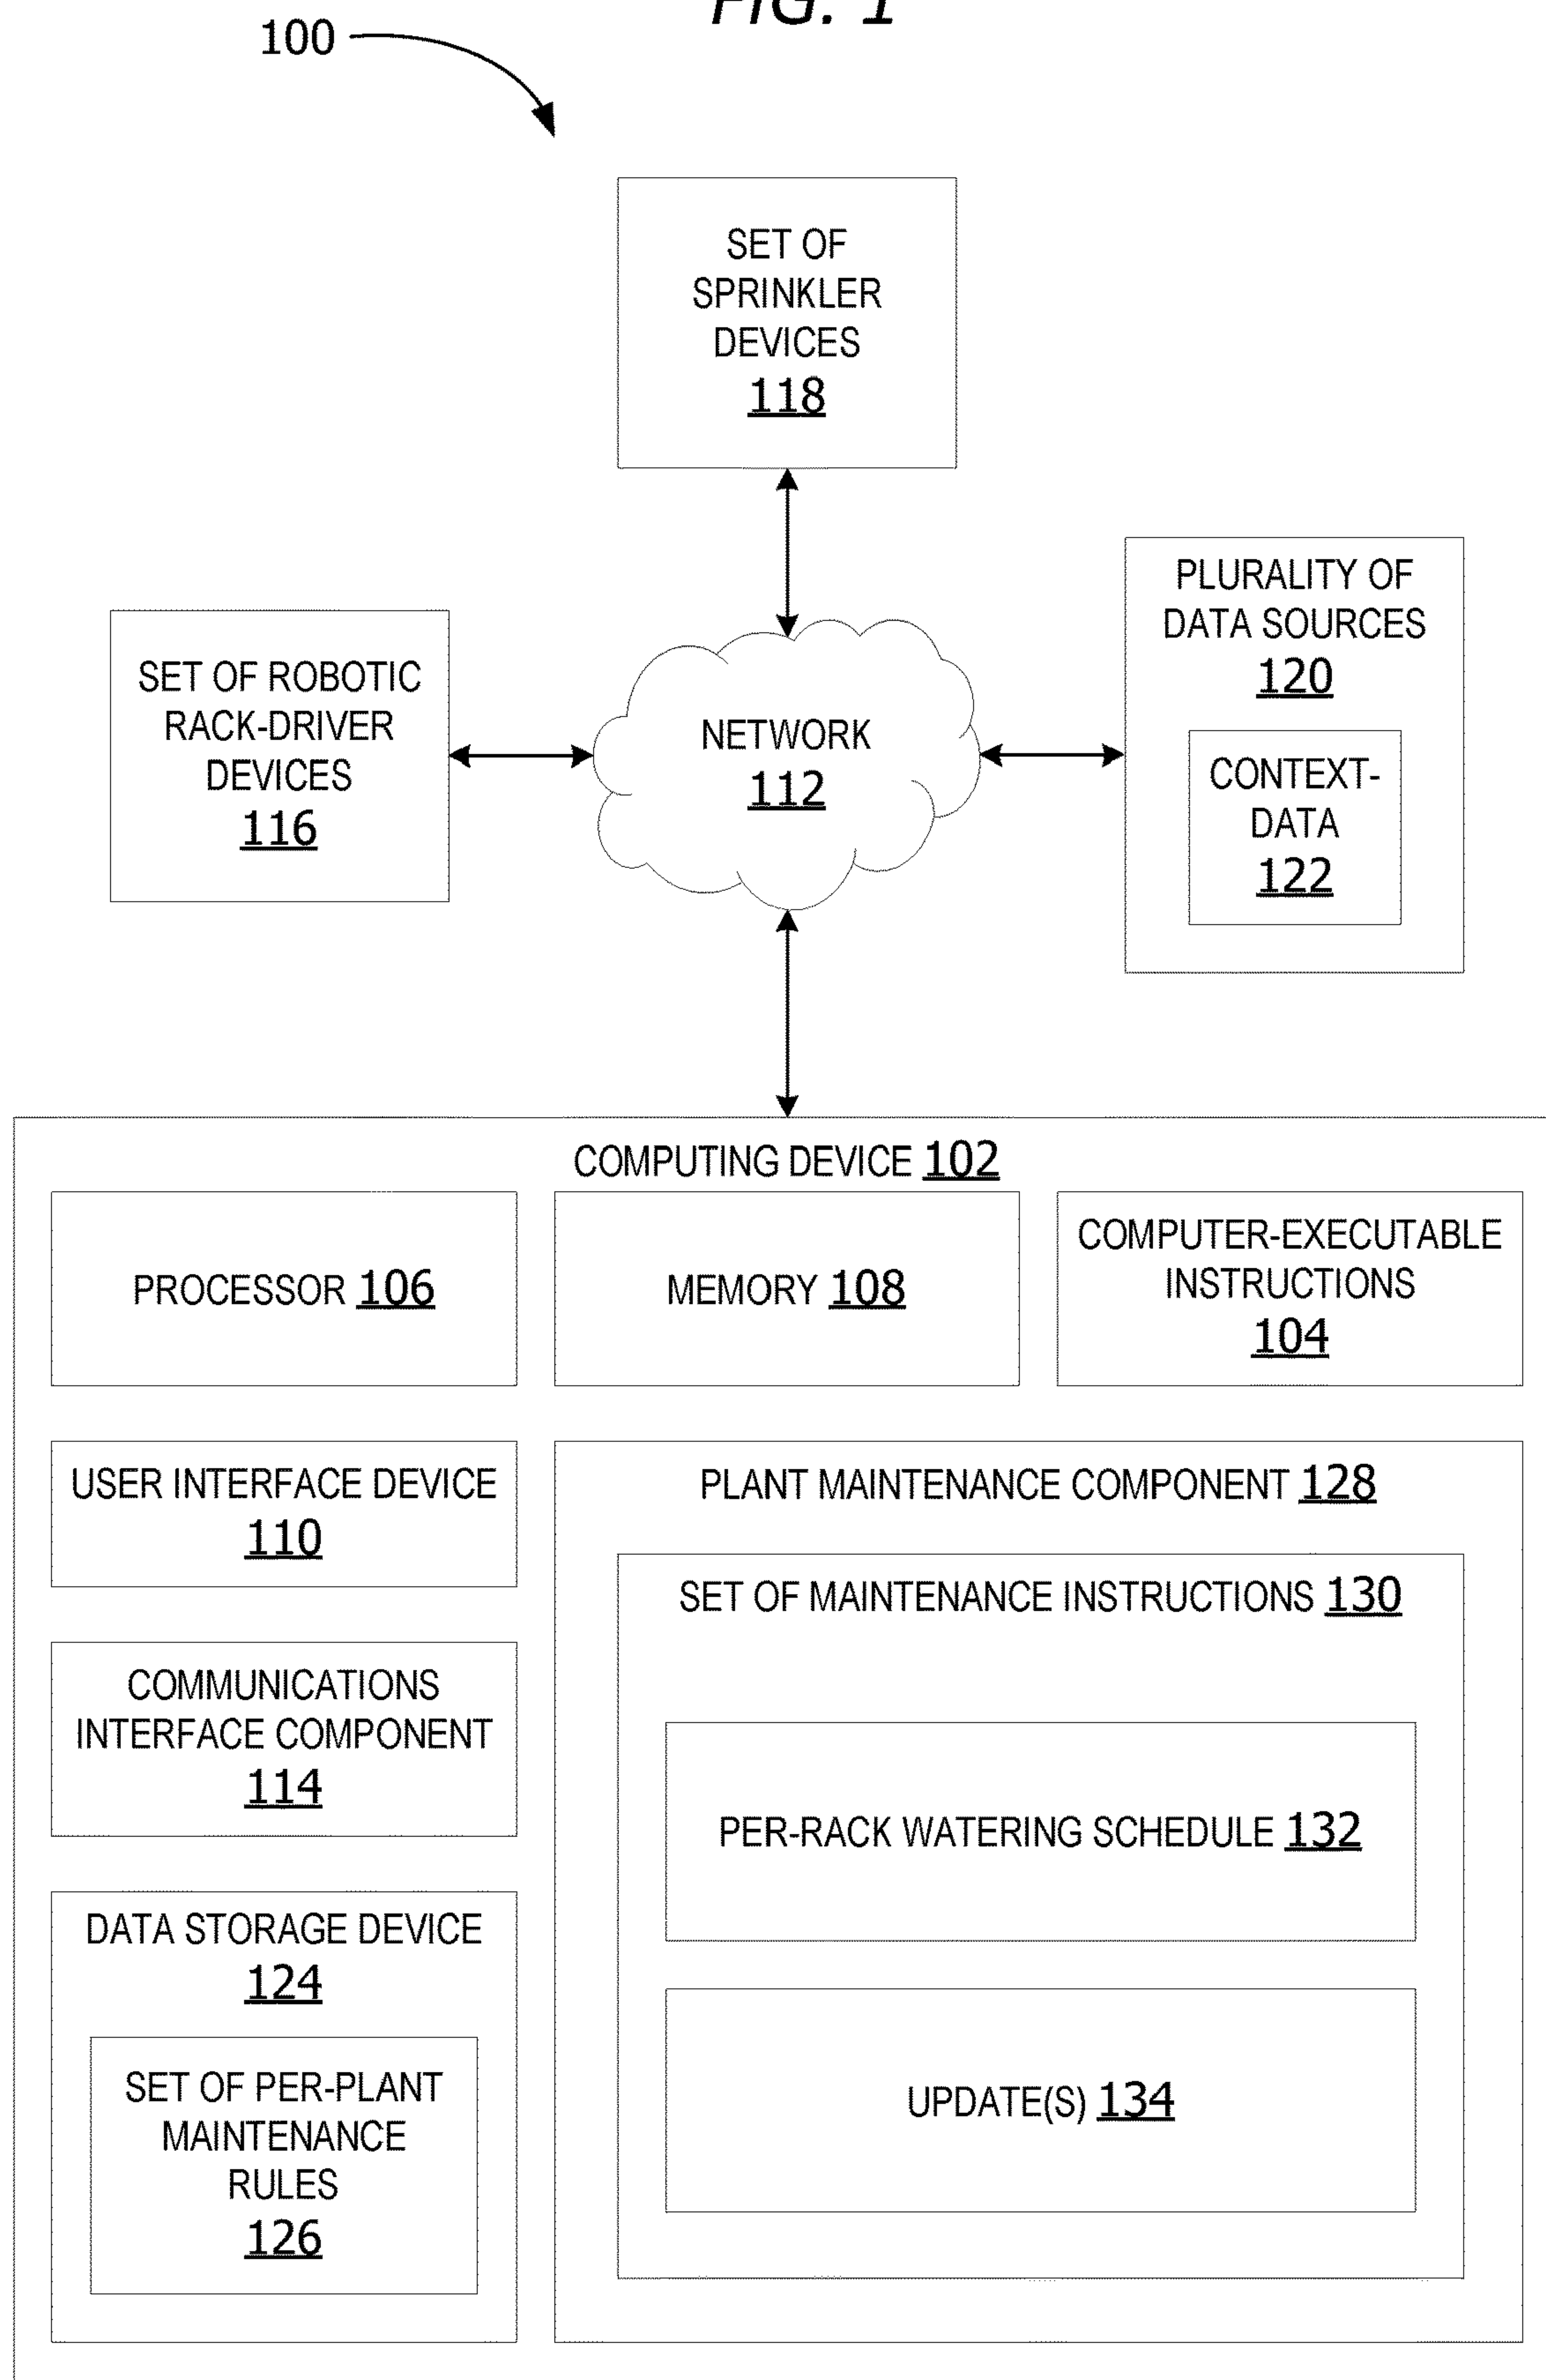 FIG. 1
100
SET OF
SPRINKLER
DEVICES
118
PLURALITY OF
DATA SOURCES
120
CONTEXT-
DATA
122
SET OF ROBOTIC
RACK-DRIVER
DEVICES
116
NETWORK
112
COMPUTING DEVICE 102
PROCESSOR 106
MEMORY 108
COMPUTER-EXECUTABLE
INSTRUCTIONS
104
USER INTERFACE DEVICE
110
COMMUNICATIONS
INTERFACE COMPONENT
114
DATA STORAGE DEVICE
124
SET OF PER-PLANT
MAINTENANCE
RULES
126
PLANT MAINTENANCE COMPONENT 128
SET OF MAINTENANCE INSTRUCTIONS 130
PER-RACK WATERING SCHEDULE 132
UPDATE(S) 134